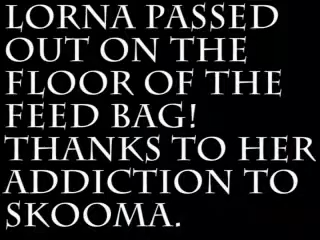 LORNA PASSED
OUT ON THE
FLOOR OF THE
FEED BAG!
THANKS TO HER
ADDICTION TO
SKOOMA.